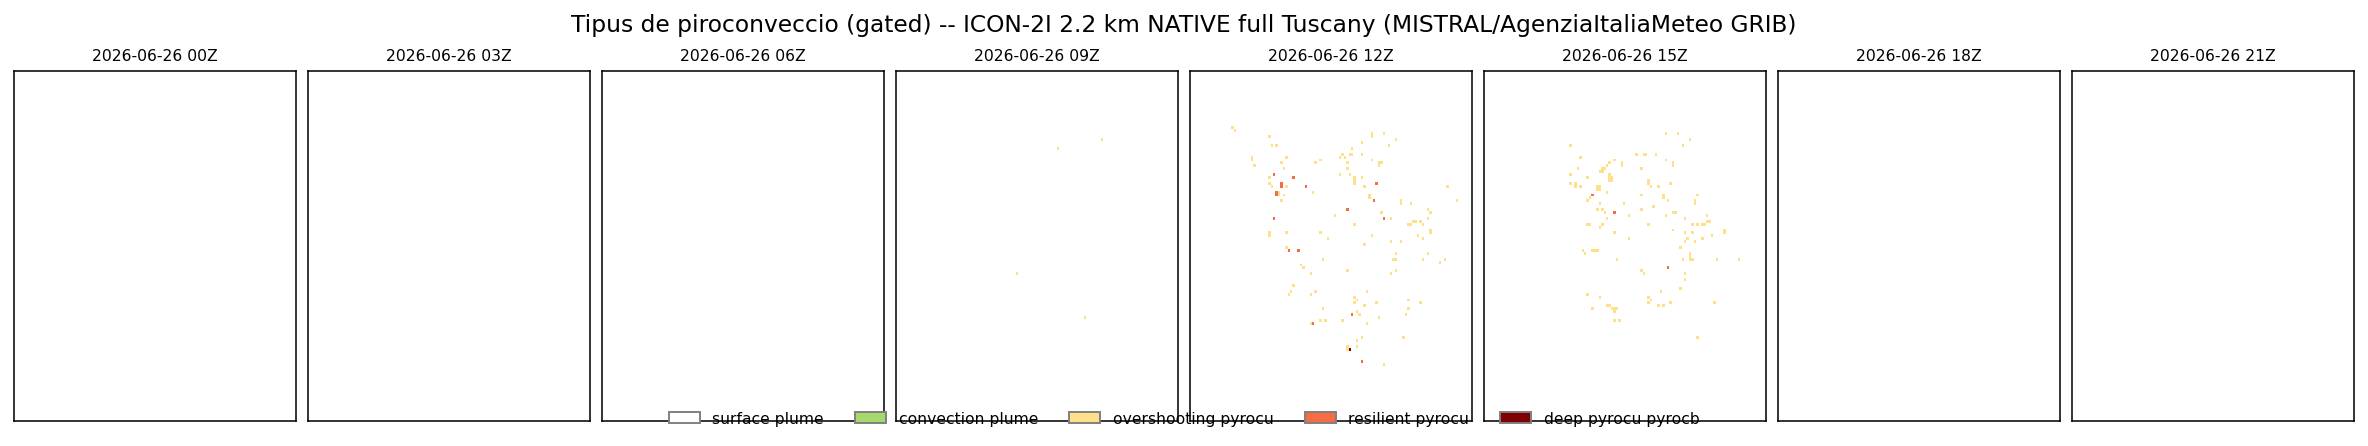 Tipus de piroconveccio (gated) -- ICON-2I 2.2 km NATIVE full Tuscany (MISTRAL/AgenziaItaliaMeteo GRIB)
2026-06-26 00Z
2026-06-26 03Z
2026-06-26 06Z
2026-06-26 09Z
2026-06-26 12Z
2026-06-26 15Z
2026-06-26 18Z
2026-06-26 21Z
surface plume
convection plume
overshooting pyrocu
resilient pyrocu
deep pyrocu pyrocb